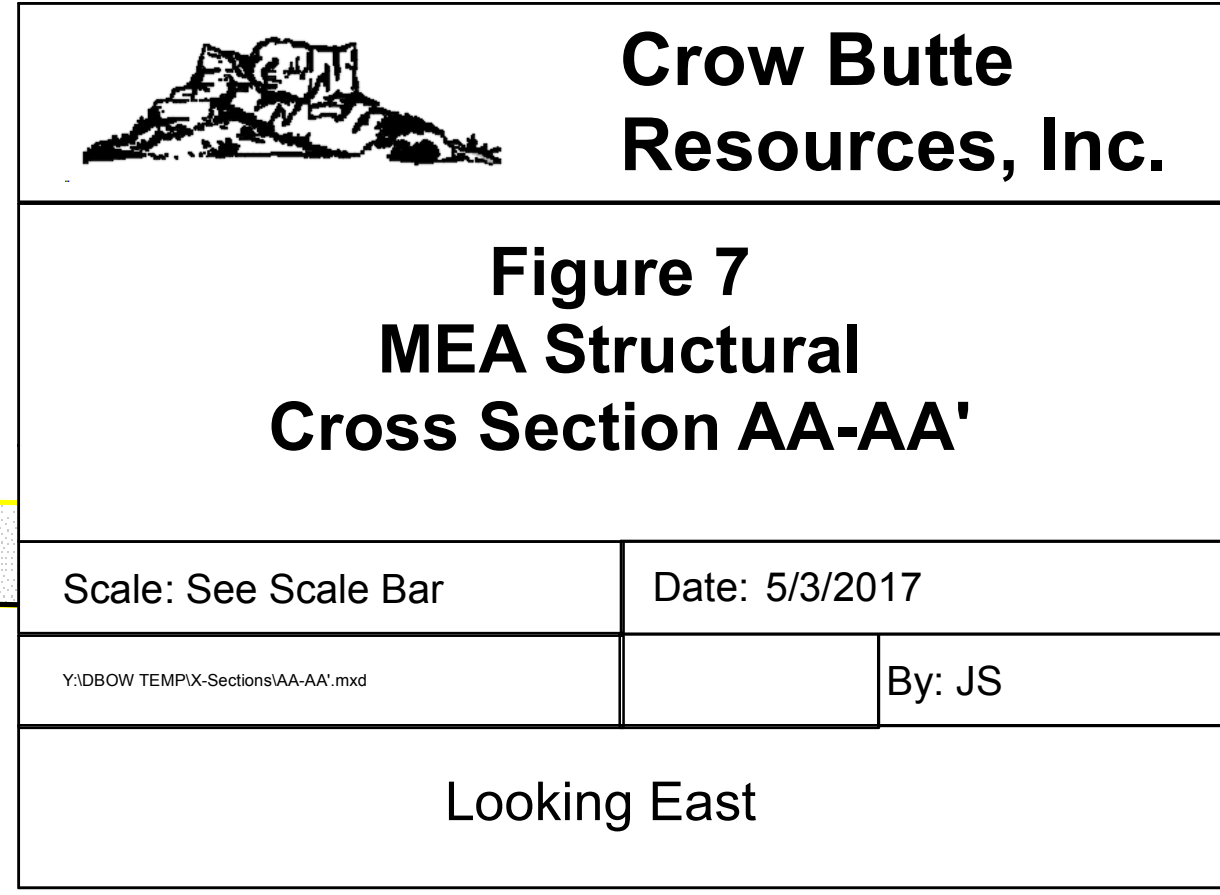 Crow Butte
Resources, Inc.
Figure 7
MEA Structural
Cross Section AA-AA'
Scale: See Scale Bar
Date: 5/3/2017
Y:\DBOW TEMP\X-Sections\AA-AA'.mxd
By: JS
Looking East